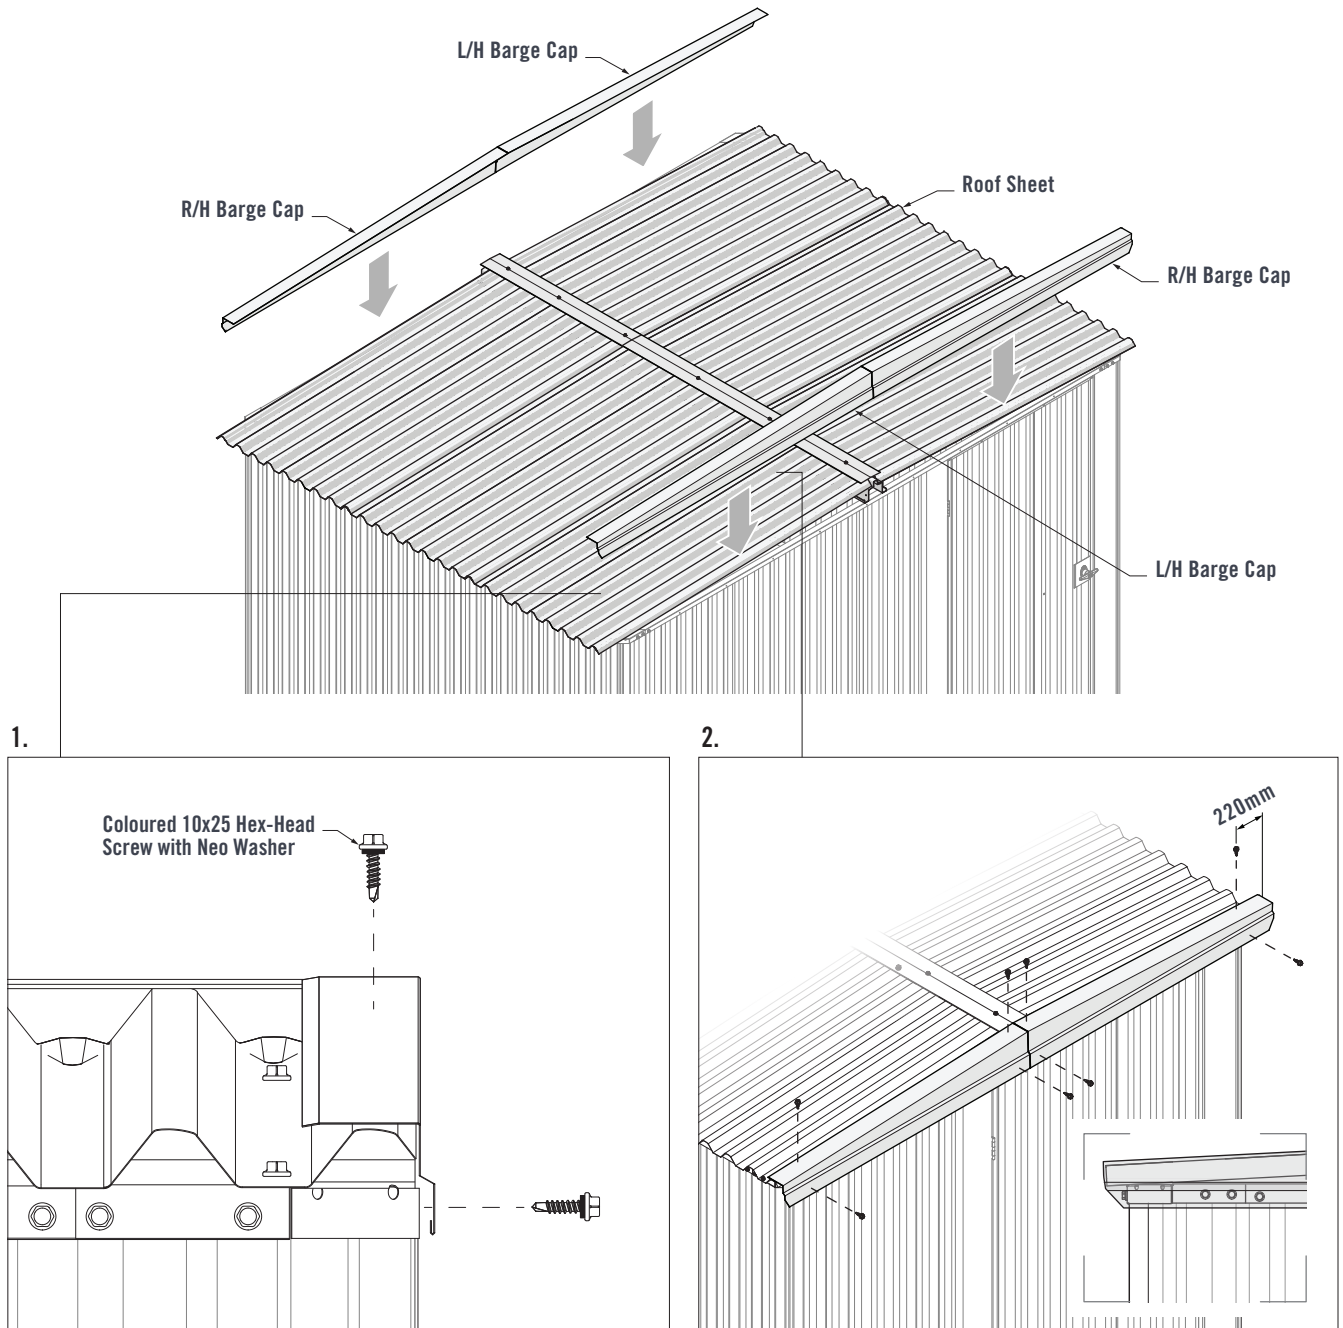 L/H Barge Cap
R/H Barge Cap
Roof Sheet
R/H Barge Cap
L/H Barge Cap
1.
Coloured 10x25 Hex-Head
Screw with Neo Washer
2.
220mm